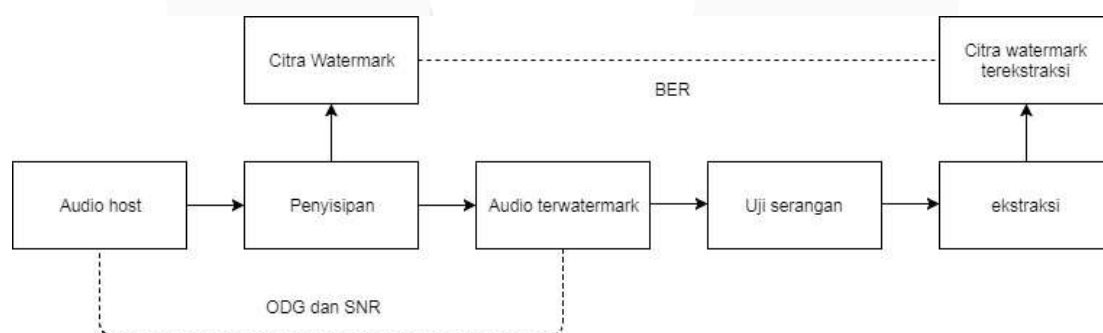 Citra Watermark
Citra watermark
terekstraksi
BER
Audio host
Penyisipan
Audio terwatermark
Uji serangan
ekstraksi
ODG dan SNR